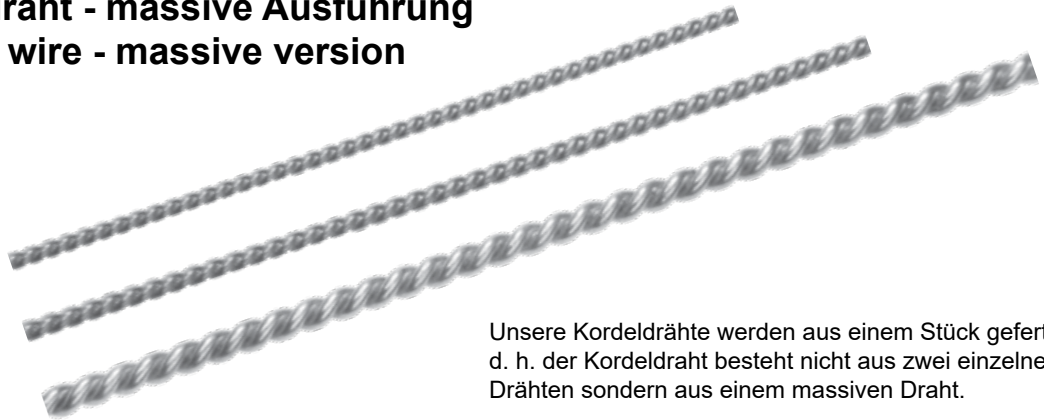 draht - massive Ausführung
wire - massive version
Unsere Kordeldrähte werden aus einem Stück gefert
d. h. der Kordeldraht besteht nicht aus zwei einzelne
Drähten sondern aus einem massiven Draht.